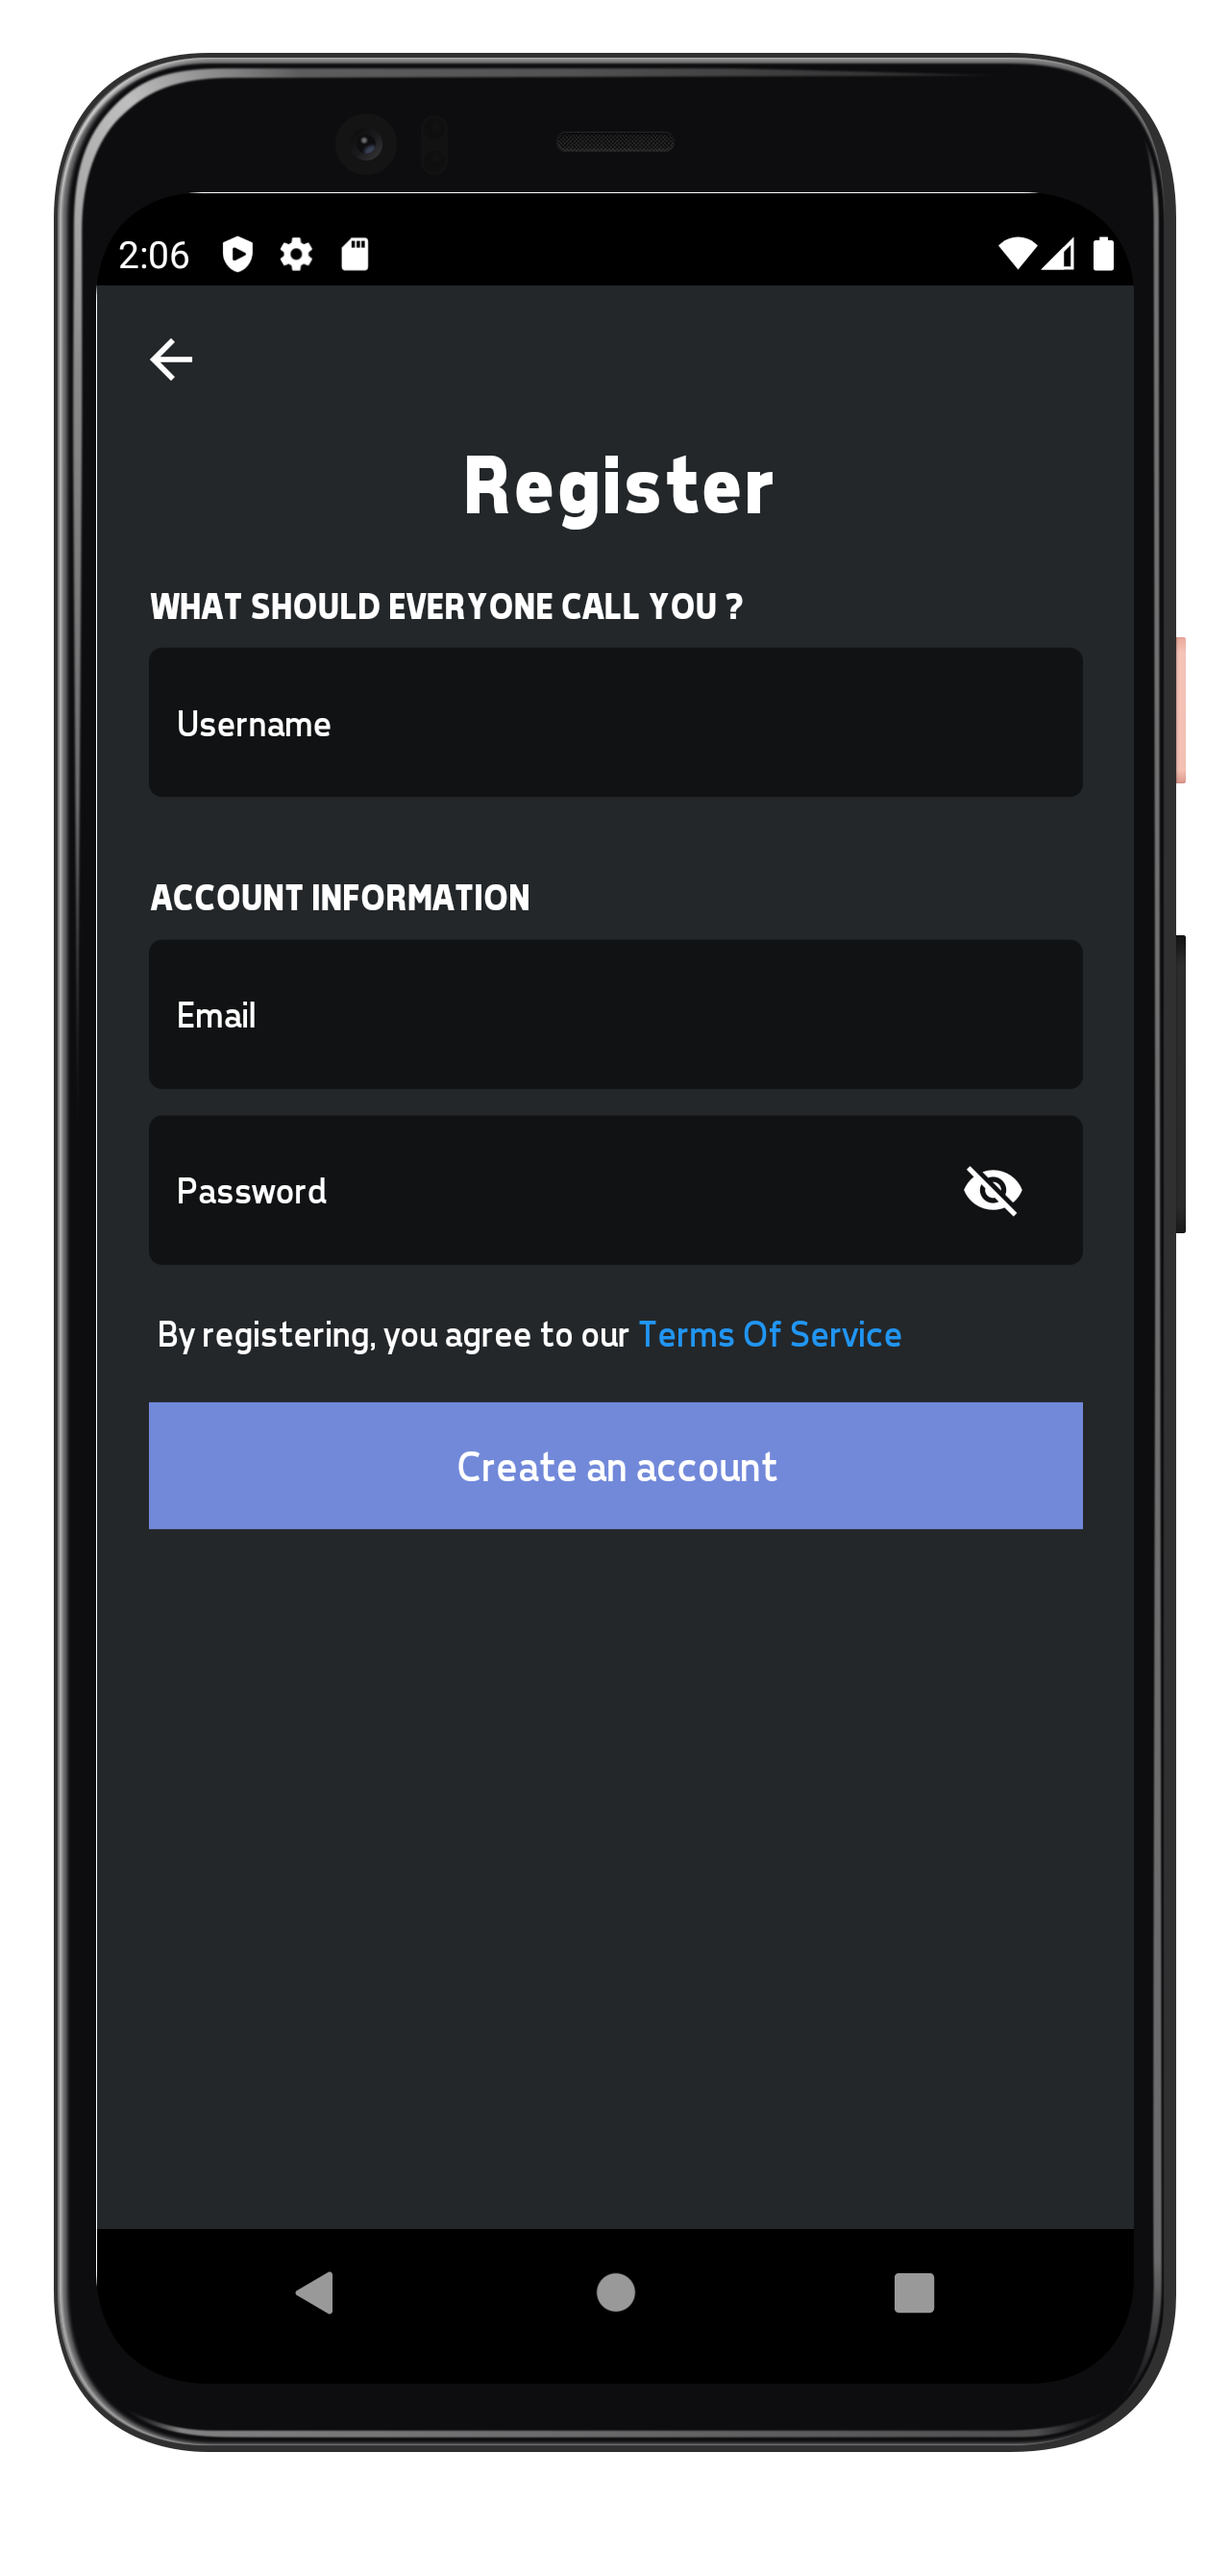 2:06
Register
WHAT SHOULD EVERYONE CALL YOU ?
Username
ACCOUNT INFORMATION
Email
Password
By registering, you agree to our Terms Of Service
Create an account